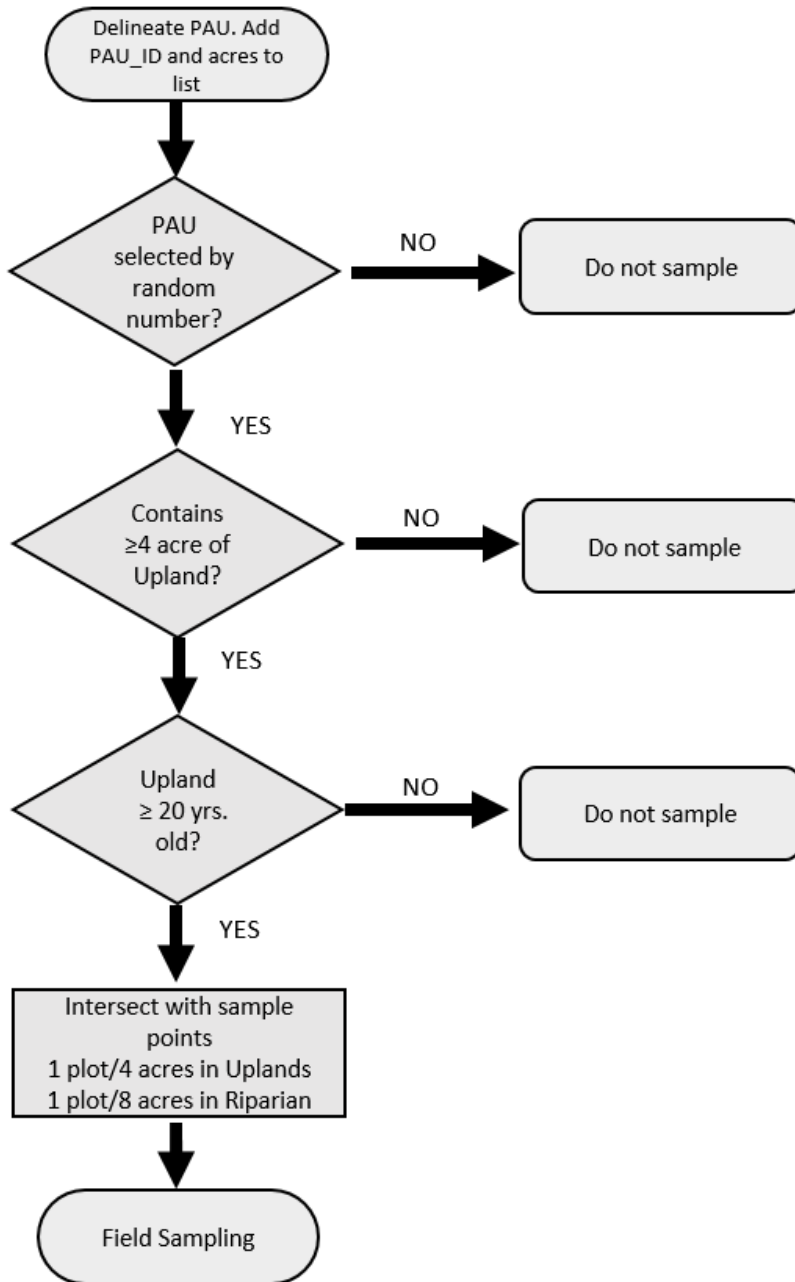 Delineate PAU. Add
PAU_ID and acres to
list
PAU
selected by
random
number?
NO
Do not sample
YES
Contains
≥4 acre of
Upland?
NO
Do not sample
YES
Upland
≥ 20 yrs.
old?
NO
Do not sample
YES
Intersect with sample
points
1 plot/4 acres in Uplands
1 plot/8 acres in Riparian
Field Sampling